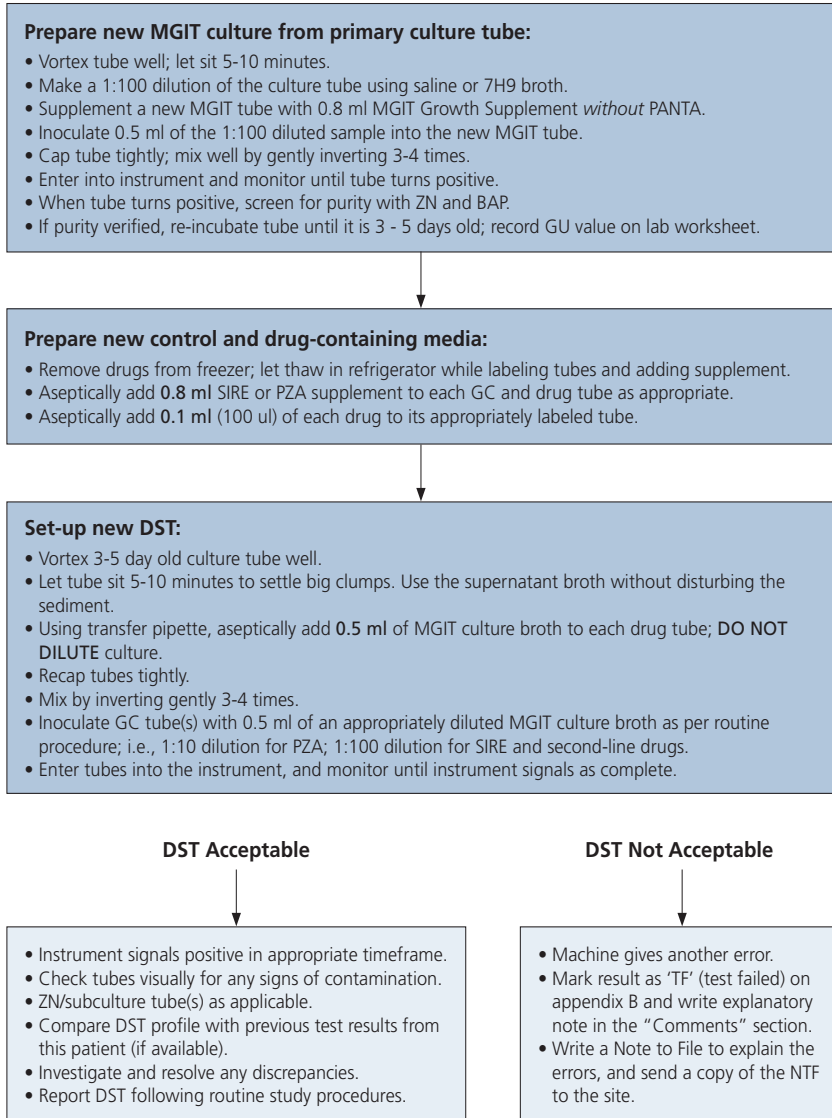 Prepare new MGIT culture from primary culture tube:
• Vortex tube well; let sit 5-10 minutes.
• Make a 1:100 dilution of the culture tube using saline or 7H9 broth.
• Supplement a new MGIT tube with 0.8 ml MGIT Growth Supplement without PANTA.
• Inoculate 0.5 ml of the 1:100 diluted sample into the new MGIT tube.
• Cap tube tightly; mix well by gently inverting 3-4 times.
• Enter into instrument and monitor until tube turns positive.
• When tube turns positive, screen for purity with ZN and BAP.
• If purity verified, re-incubate tube until it is 3 - 5 days old; record GU value on lab worksheet.
Prepare new control and drug-containing media:
• Remove drugs from freezer; let thaw in refrigerator while labeling tubes and adding supplement.
• Aseptically add 0.8 ml SIRE or PZA supplement to each GC and drug tube as appropriate.
• Aseptically add 0.1 ml (100 ul) of each drug to its appropriately labeled tube.
Set-up new DST:
• Vortex 3-5 day old culture tube well.
• Let tube sit 5-10 minutes to settle big clumps. Use the supernatant broth without disturbing the
sediment.
• Using transfer pipette, aseptically add 0.5 ml of MGIT culture broth to each drug tube; DO NOT
DILUTE culture.
• Recap tubes tightly.
• Mix by inverting gently 3-4 times.
• Inoculate GC tube(s) with 0.5 ml of an appropriately diluted MGIT culture broth as per routine
procedure; i.e., 1:10 dilution for PZA; 1:100 dilution for SIRE and second-line drugs.
• Enter tubes into the instrument, and monitor until instrument signals as complete.
DST Acceptable
• Instrument signals positive in appropriate timeframe.
• Check tubes visually for any signs of contamination.
• ZN/subculture tube(s) as applicable.
• Compare DST profile with previous test results from
this patient (if available).
• Investigate and resolve any discrepancies.
• Report DST following routine study procedures.
DST Not Acceptable
• Machine gives another error.
• Mark result as ‘TF’ (test failed) on
appendix B and write explanatory
note in the “Comments” section.
• Write a Note to File to explain the
errors, and send a copy of the NTF
to the site.